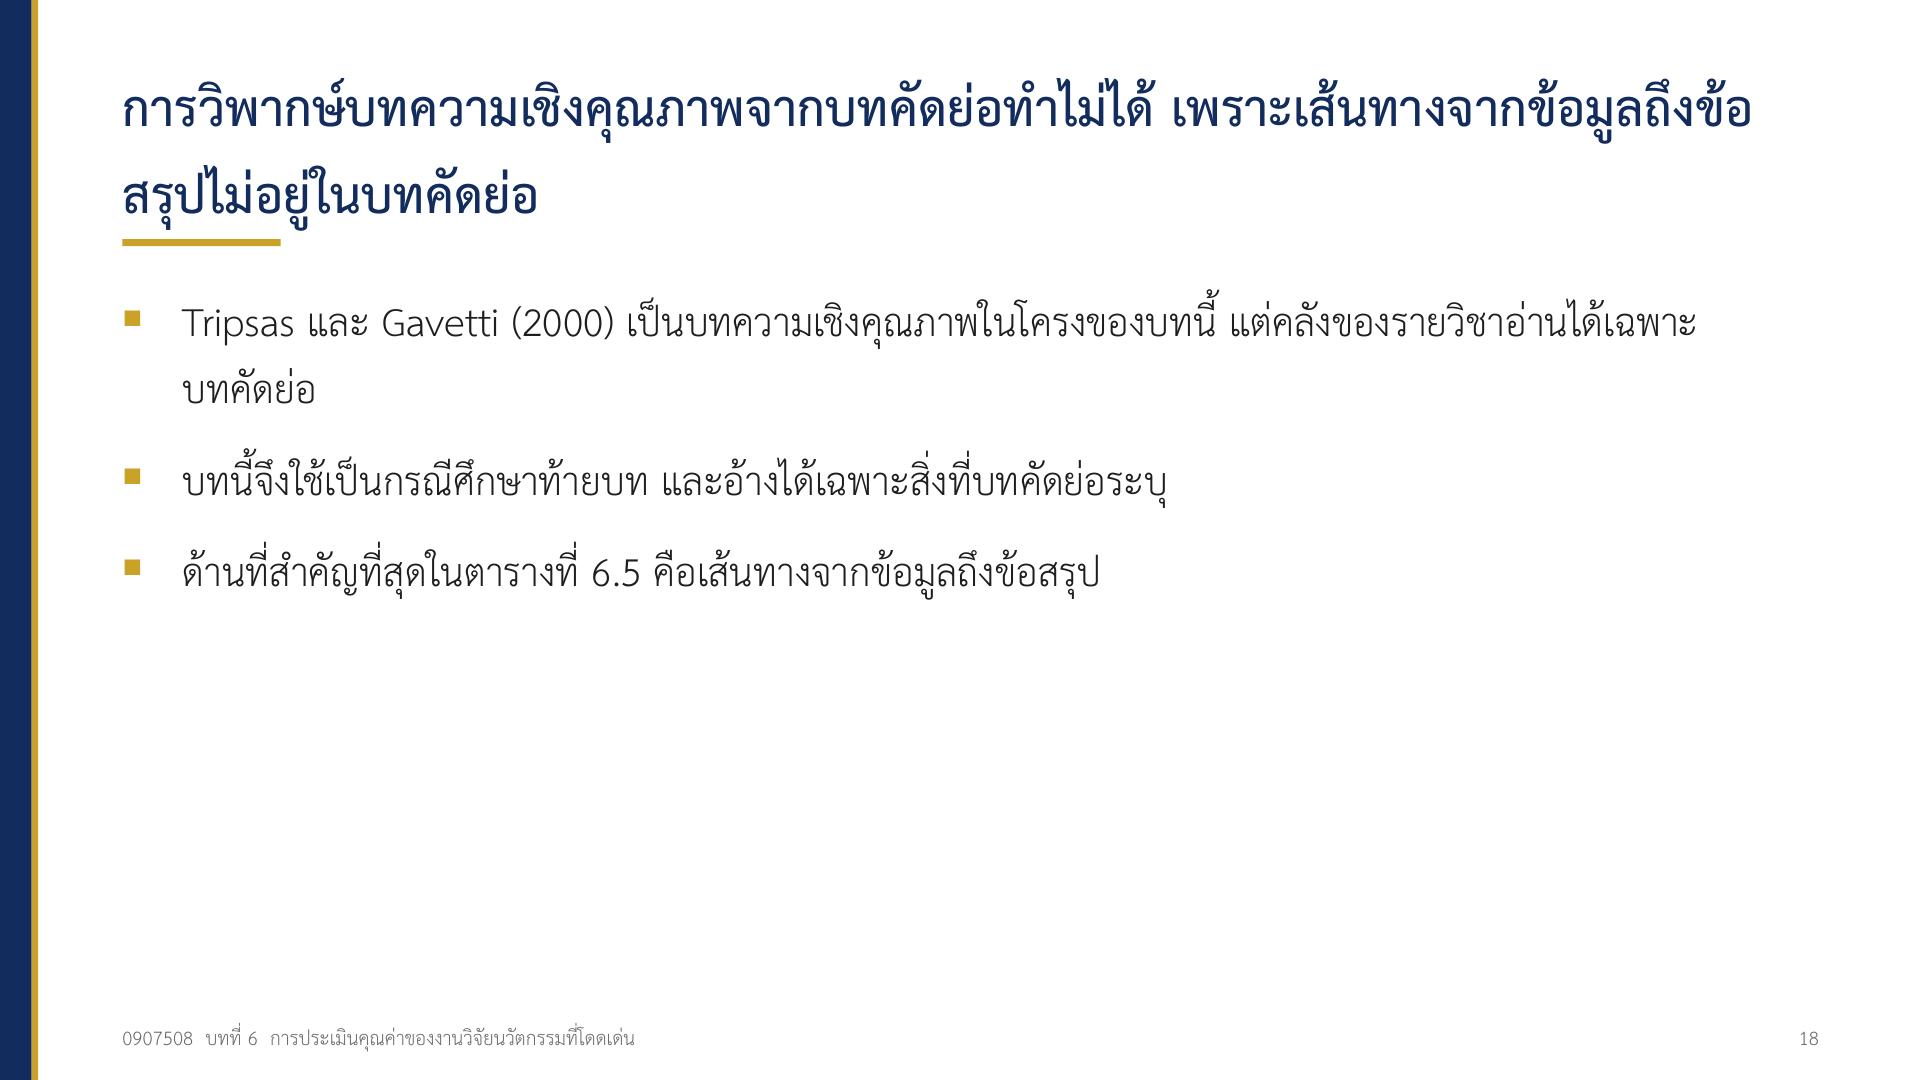 การวิพากษ์บทความเชิงคุณภาพจากบทคัดย่อทำไม่ได้ เพราะเส้นทางจากข้อมูลถึงข้อ
สรุปไม่อยู่ในบทคัดย่อ
Tripsas และ Gavetti (2000) เป็นบทความเชิงคุณภาพในโครงของบทนี้ แต่คลังของรายวิชาอ่านได้เฉพาะ
บทคัดย่อ
บทนี้จึงใช้เป็นกรณีศึกษาท้ายบท และอ้างได้เฉพาะสิ่งที่บทคัดย่อระบุ
ด้านที่สำคัญที่สุดในตารางที่ 6.5 คือเส้นทางจากข้อมูลถึงข้อสรุป
0907508 บทที่ 6 การประเมินคุณค่าของงานวิจัยนวัตกรรมที่โดดเด่น
18